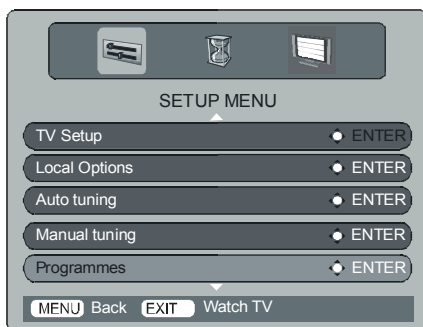 SETUP MENU
TV Setup ENTER
Local Options ENTER
Auto tuning ENTER
Manual tuning ENTER
Programmes ENTER
MENU Back EXIT Watch TV